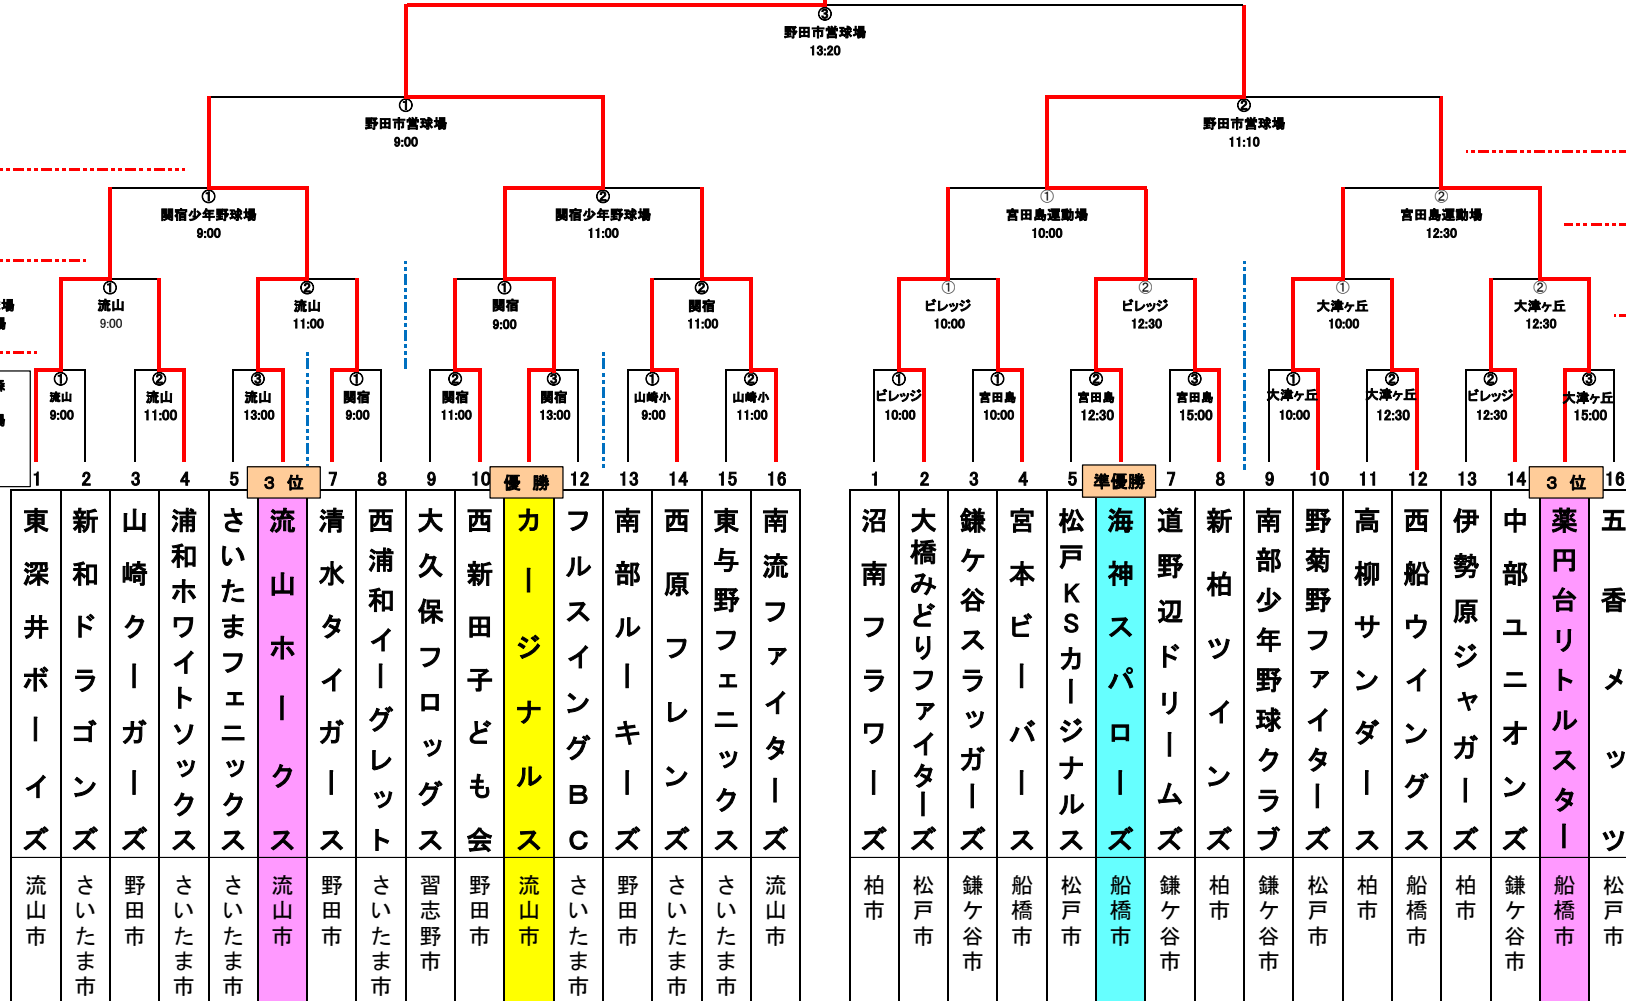 ③
野田市営球場
13:20
①
野田市営球場
9:00
②
野田市営球場
11:10
①
関宿少年野球場
9:00
②
関宿少年野球場
11:00
①
宮田島運動場
10:00
②
宮田島運動場
12:30
①
流山
9:00
②
流山
11:00
①
関宿
9:00
②
関宿
11:00
①
ビレッジ
10:00
②
ビレッジ
12:30
①
大津ヶ丘
10:00
②
大津ヶ丘
12:30
場
①
流山
9:00
②
流山
11:00
③
流山
13:00
①
関宿
9:00
②
関宿
11:00
③
関宿
13:00
①
山崎小
9:00
②
山崎小
11:00
①
ビレッジ
10:00
①
宮田島
10:00
②
宮田島
12:30
③
宮田島
15:00
①
大津ヶ丘
10:00
②
大津ヶ丘
12:30
②
ビレッジ
12:30
③
大津ヶ丘
15:00
1 2 3 4 5 3 位 7 8 9 10 優 勝 12 13 14 15 16
1 2 3 4 5 準優勝 7 8 9 10 11 12 13 14 3 位 16
東深井ボーイズ
流山市
新和ドラゴンズ
さいたま市
山崎クーガーズ
野田市
浦和ホワイトソックス
さいたま市
さいたまフェニックス
さいたま市
流山ホークス
流山市
清水タイガース
野田市
西浦和イーグレット
さいたま市
大久保フロッグス
習志野市
西新田子ども会
野田市
カージナルス
流山市
フルスイングBC
さいたま市
南部ルーキーズ
野田市
西原フレンズ
さいたま市
東与野フェニックス
さいたま市
南流ファイターズ
流山市
沼南フラワーズ
柏市
大橋みどりファイターズ
松戸市
鎌ケ谷スラッガーズ
鎌ケ谷市
宮本ビーバース
船橋市
松戸KSカージナルス
松戸市
海神スパローズ
船橋市
道野辺ドリームズ
鎌ケ谷市
新柏ツインズ
柏市
南部少年野球クラブ
鎌ケ谷市
野菊野ファイターズ
松戸市
高柳サンダース
柏市
西船ウイングス
船橋市
伊勢原ジャガーズ
柏市
中部ユニオンズ
鎌ケ谷市
薬円台リトルスター
船橋市
五香メッツ
松戸市